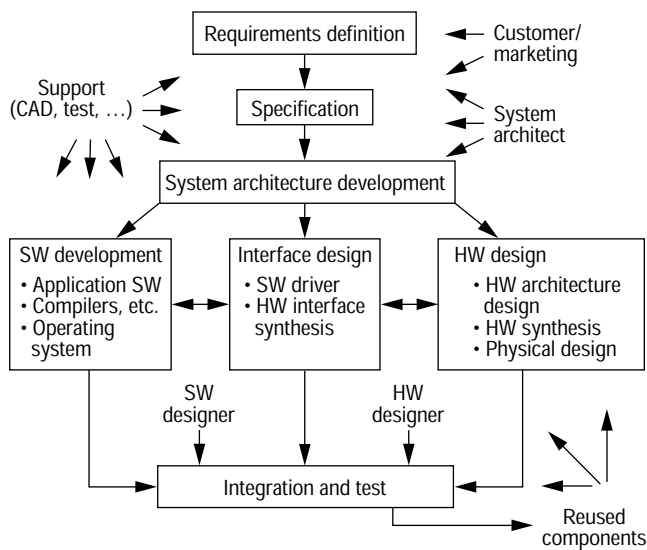 Requirements definition
Customer/
marketing
Support
(CAD, test, …)
Specification
System
architect
System architecture development
SW development
• Application SW
• Compilers, etc.
• Operating
system
Interface design
• SW driver
• HW interface
synthesis
HW design
• HW architecture
design
• HW synthesis
• Physical design
SW
designer
HW
designer
Integration and test
Reused
components